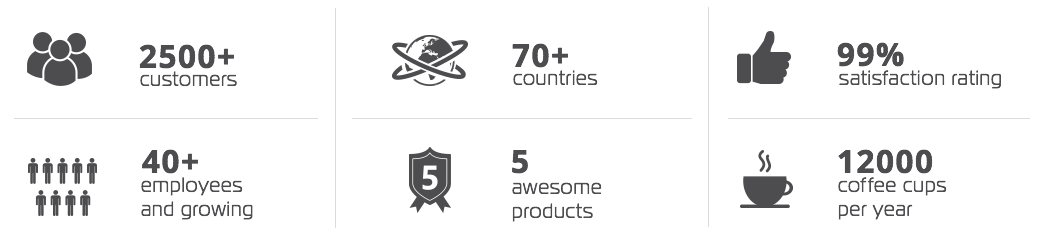 2500+
customers
70+
countries
99%
satisfaction rating
40+
employees
and growing
5
5
awesome
products
12000
coffee cups
per year